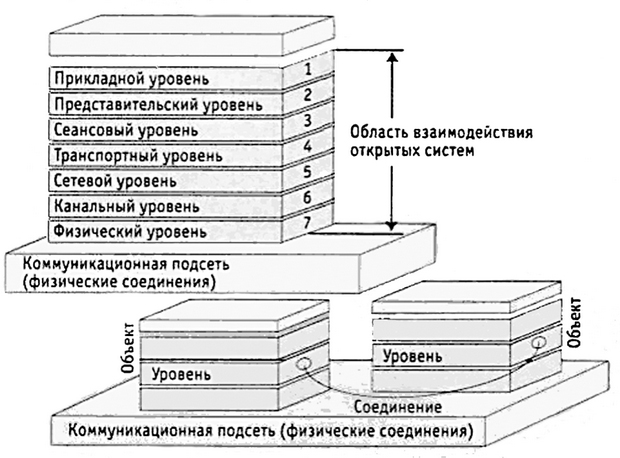 Прикладной уровень 1
Представительский уровень 2
Сеансовый уровень 3
Транспортный уровень 4
Сетевой уровень 5
Канальный уровень 6
Физический уровень 7
Область взаимодействия
открытых систем
Коммуникационная подсеть
(физические соединения)
Объект
Уровень
Уровень
Объект
Соединение
Коммуникационная подсеть (физические соединения)